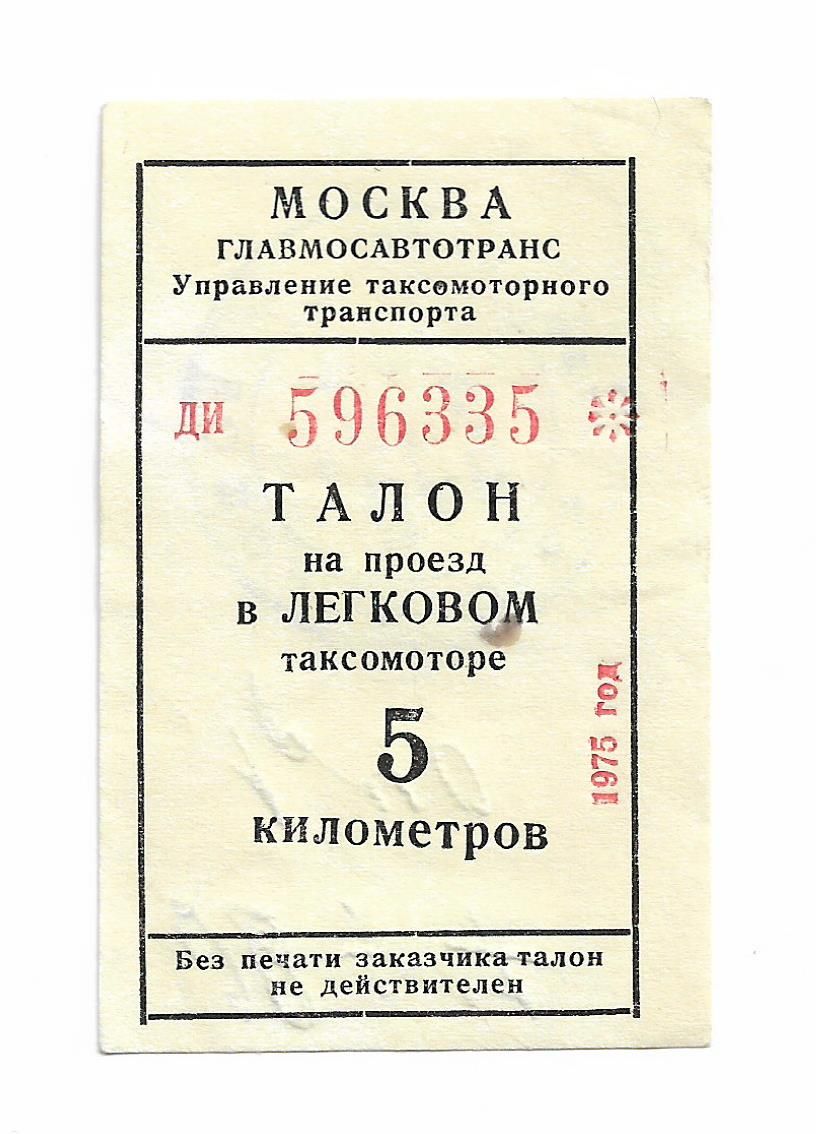 МОСКВА
ГЛАВМОСАВТОТРАНС
Управление таксомоторного
транспорта
ДИ 596335
ТАЛОН
на проезд
в ЛЕГКОВОМ
таксомоторе
5
километров
1975 год
Без печати заказчика талон
не действителен